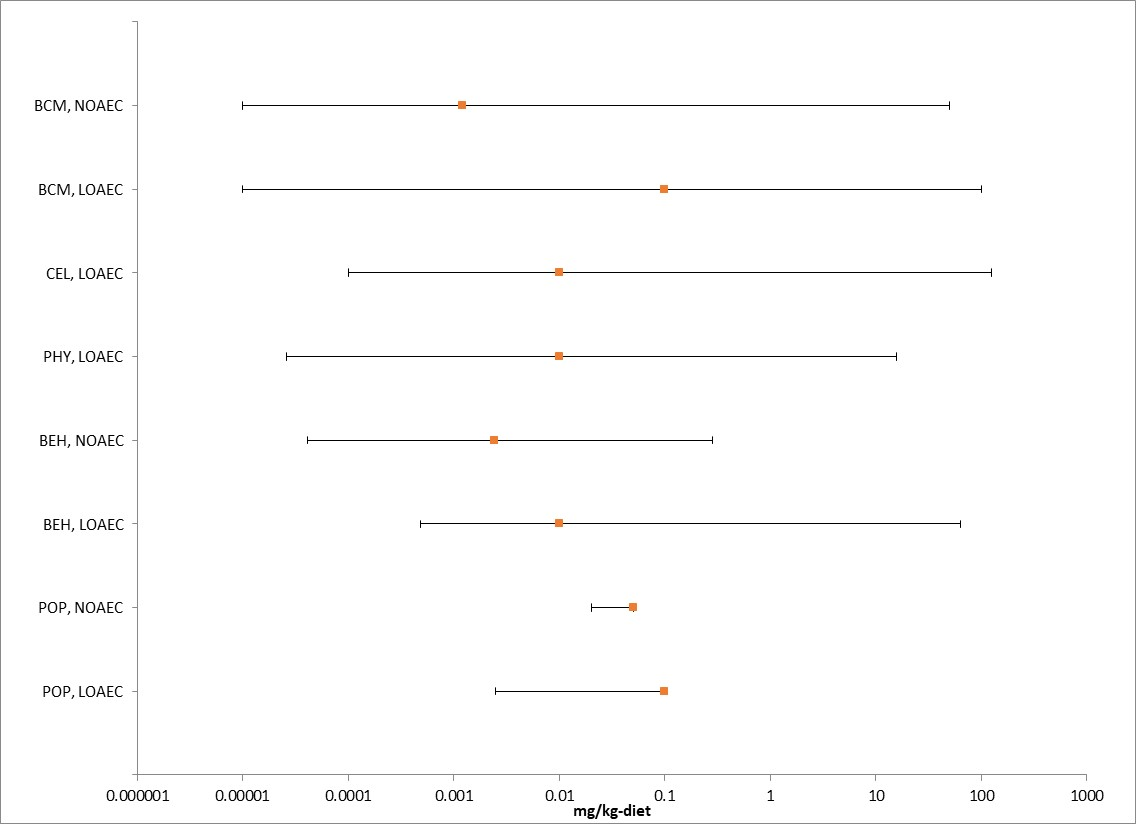 BCM, NOAEC
BCM, LOAEC
CEL, LOAEC
PHY, LOAEC
BEH, NOAEC
BEH, LOAEC
POP, NOAEC
POP, LOAEC
0.000001 0.00001 0.0001 0.001 0.01 0.1 1 10 100 1000
mg/kg-diet